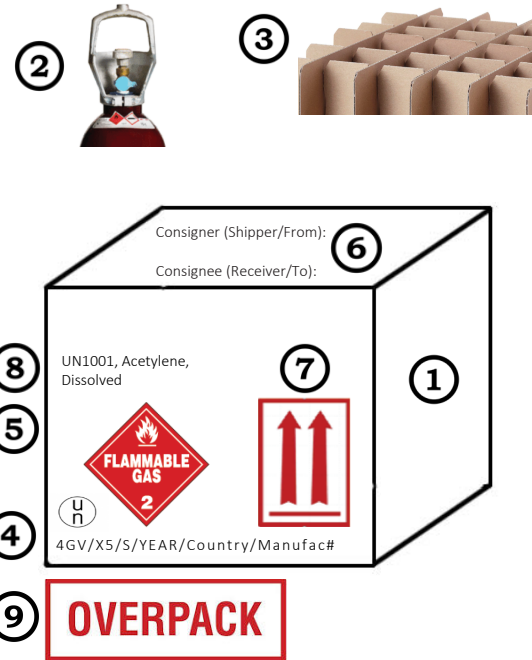 2
3
Consigner (Shipper/From):
6
Consignee (Receiver/To):
8
UN1001, Acetylene,
Dissolved
7
1
5
FLAMMABLE
GAS
2
u
n
4
4GV/X5/S/YEAR/Country/Manufac#
9
OVERPACK